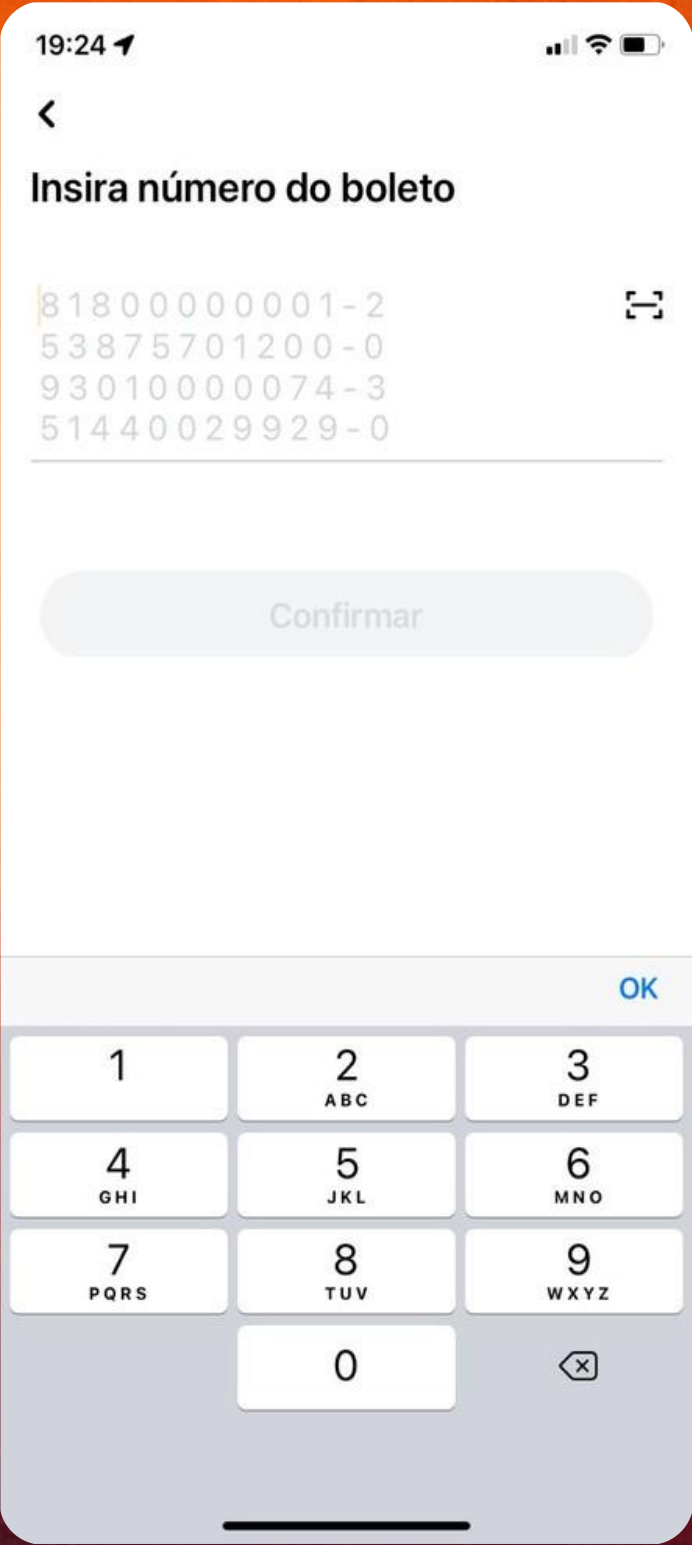 19:24
Insira número do boleto
81800000001-2
53875701200-0
93010000074-3
51440029929-0
Confirmar
OK
1
2
ABC
3
DEF
4
GHI
5
JKL
6
MNO
7
PQRS
8
TUV
9
WXYZ
0